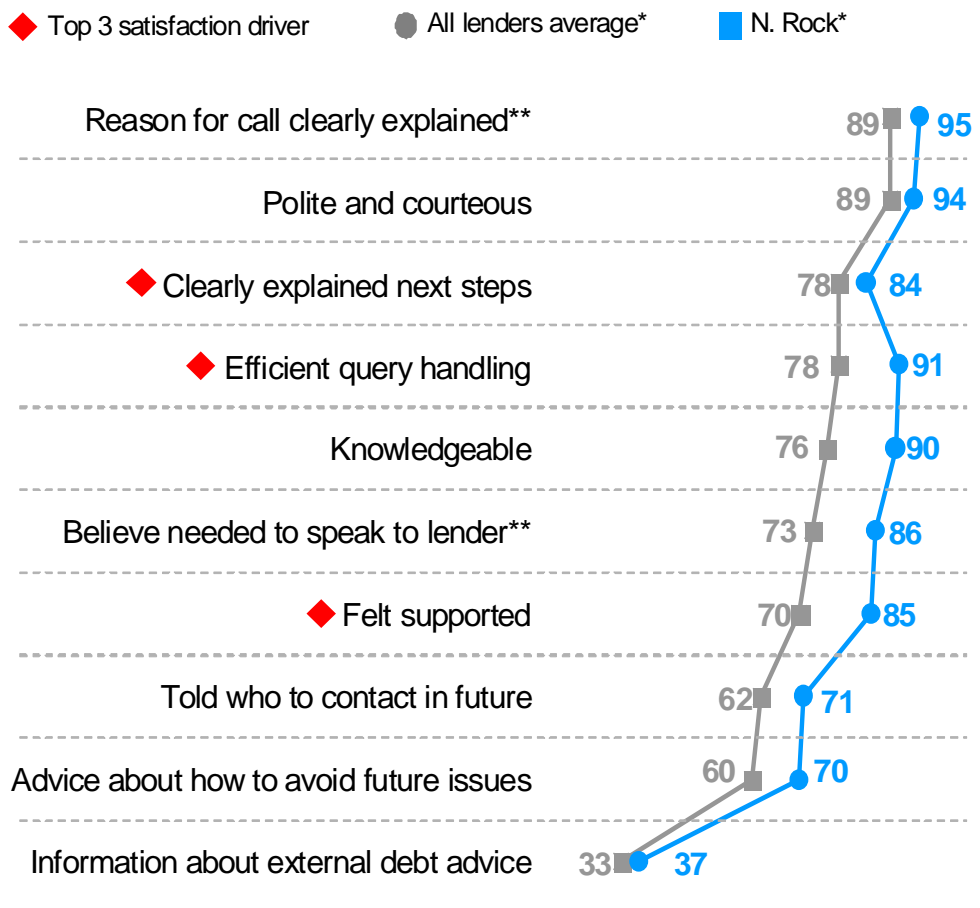 Top 3 satisfaction driver All lenders average* N. Rock*
Reason for call clearly explained** 89 95
Polite and courteous 89 94
Clearly explained next steps 78 84
Efficient query handling 78 91
Knowledgeable 76 90
Believe needed to speak to lender** 73 86
Felt supported 70 85
Told who to contact in future 62 71
Advice about how to avoid future issues 60 70
Information about external debt advice 33 37